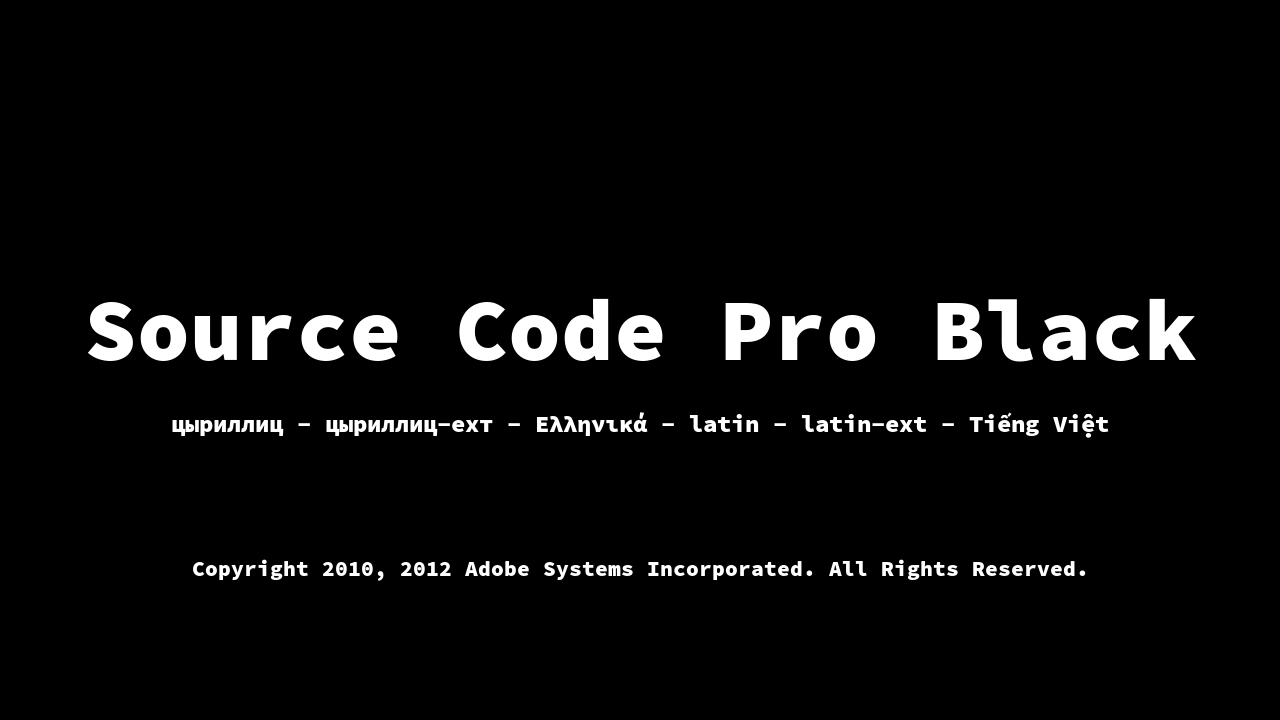 Source Code Pro Black
цыриллиц - цыриллиц-ехт - Ελληνικά - latin - latin-ext - Tiếng Việt
Copyright 2010, 2012 Adobe Systems Incorporated. All Rights Reserved.